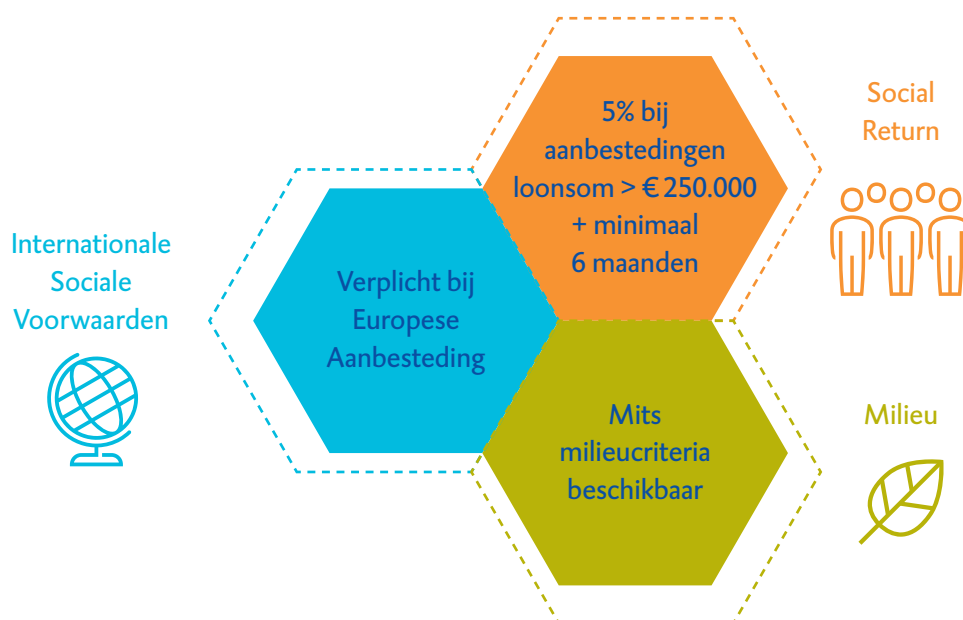 Internationale
Sociale
Voorwaarden
Verplicht bij
Europese
Aanbesteding
5% bij
aanbestedingen
loonsom > € 250.000
+ minimaal
6 maanden
Social
Return
Mits
milieucriteria
beschikbaar
Milieu